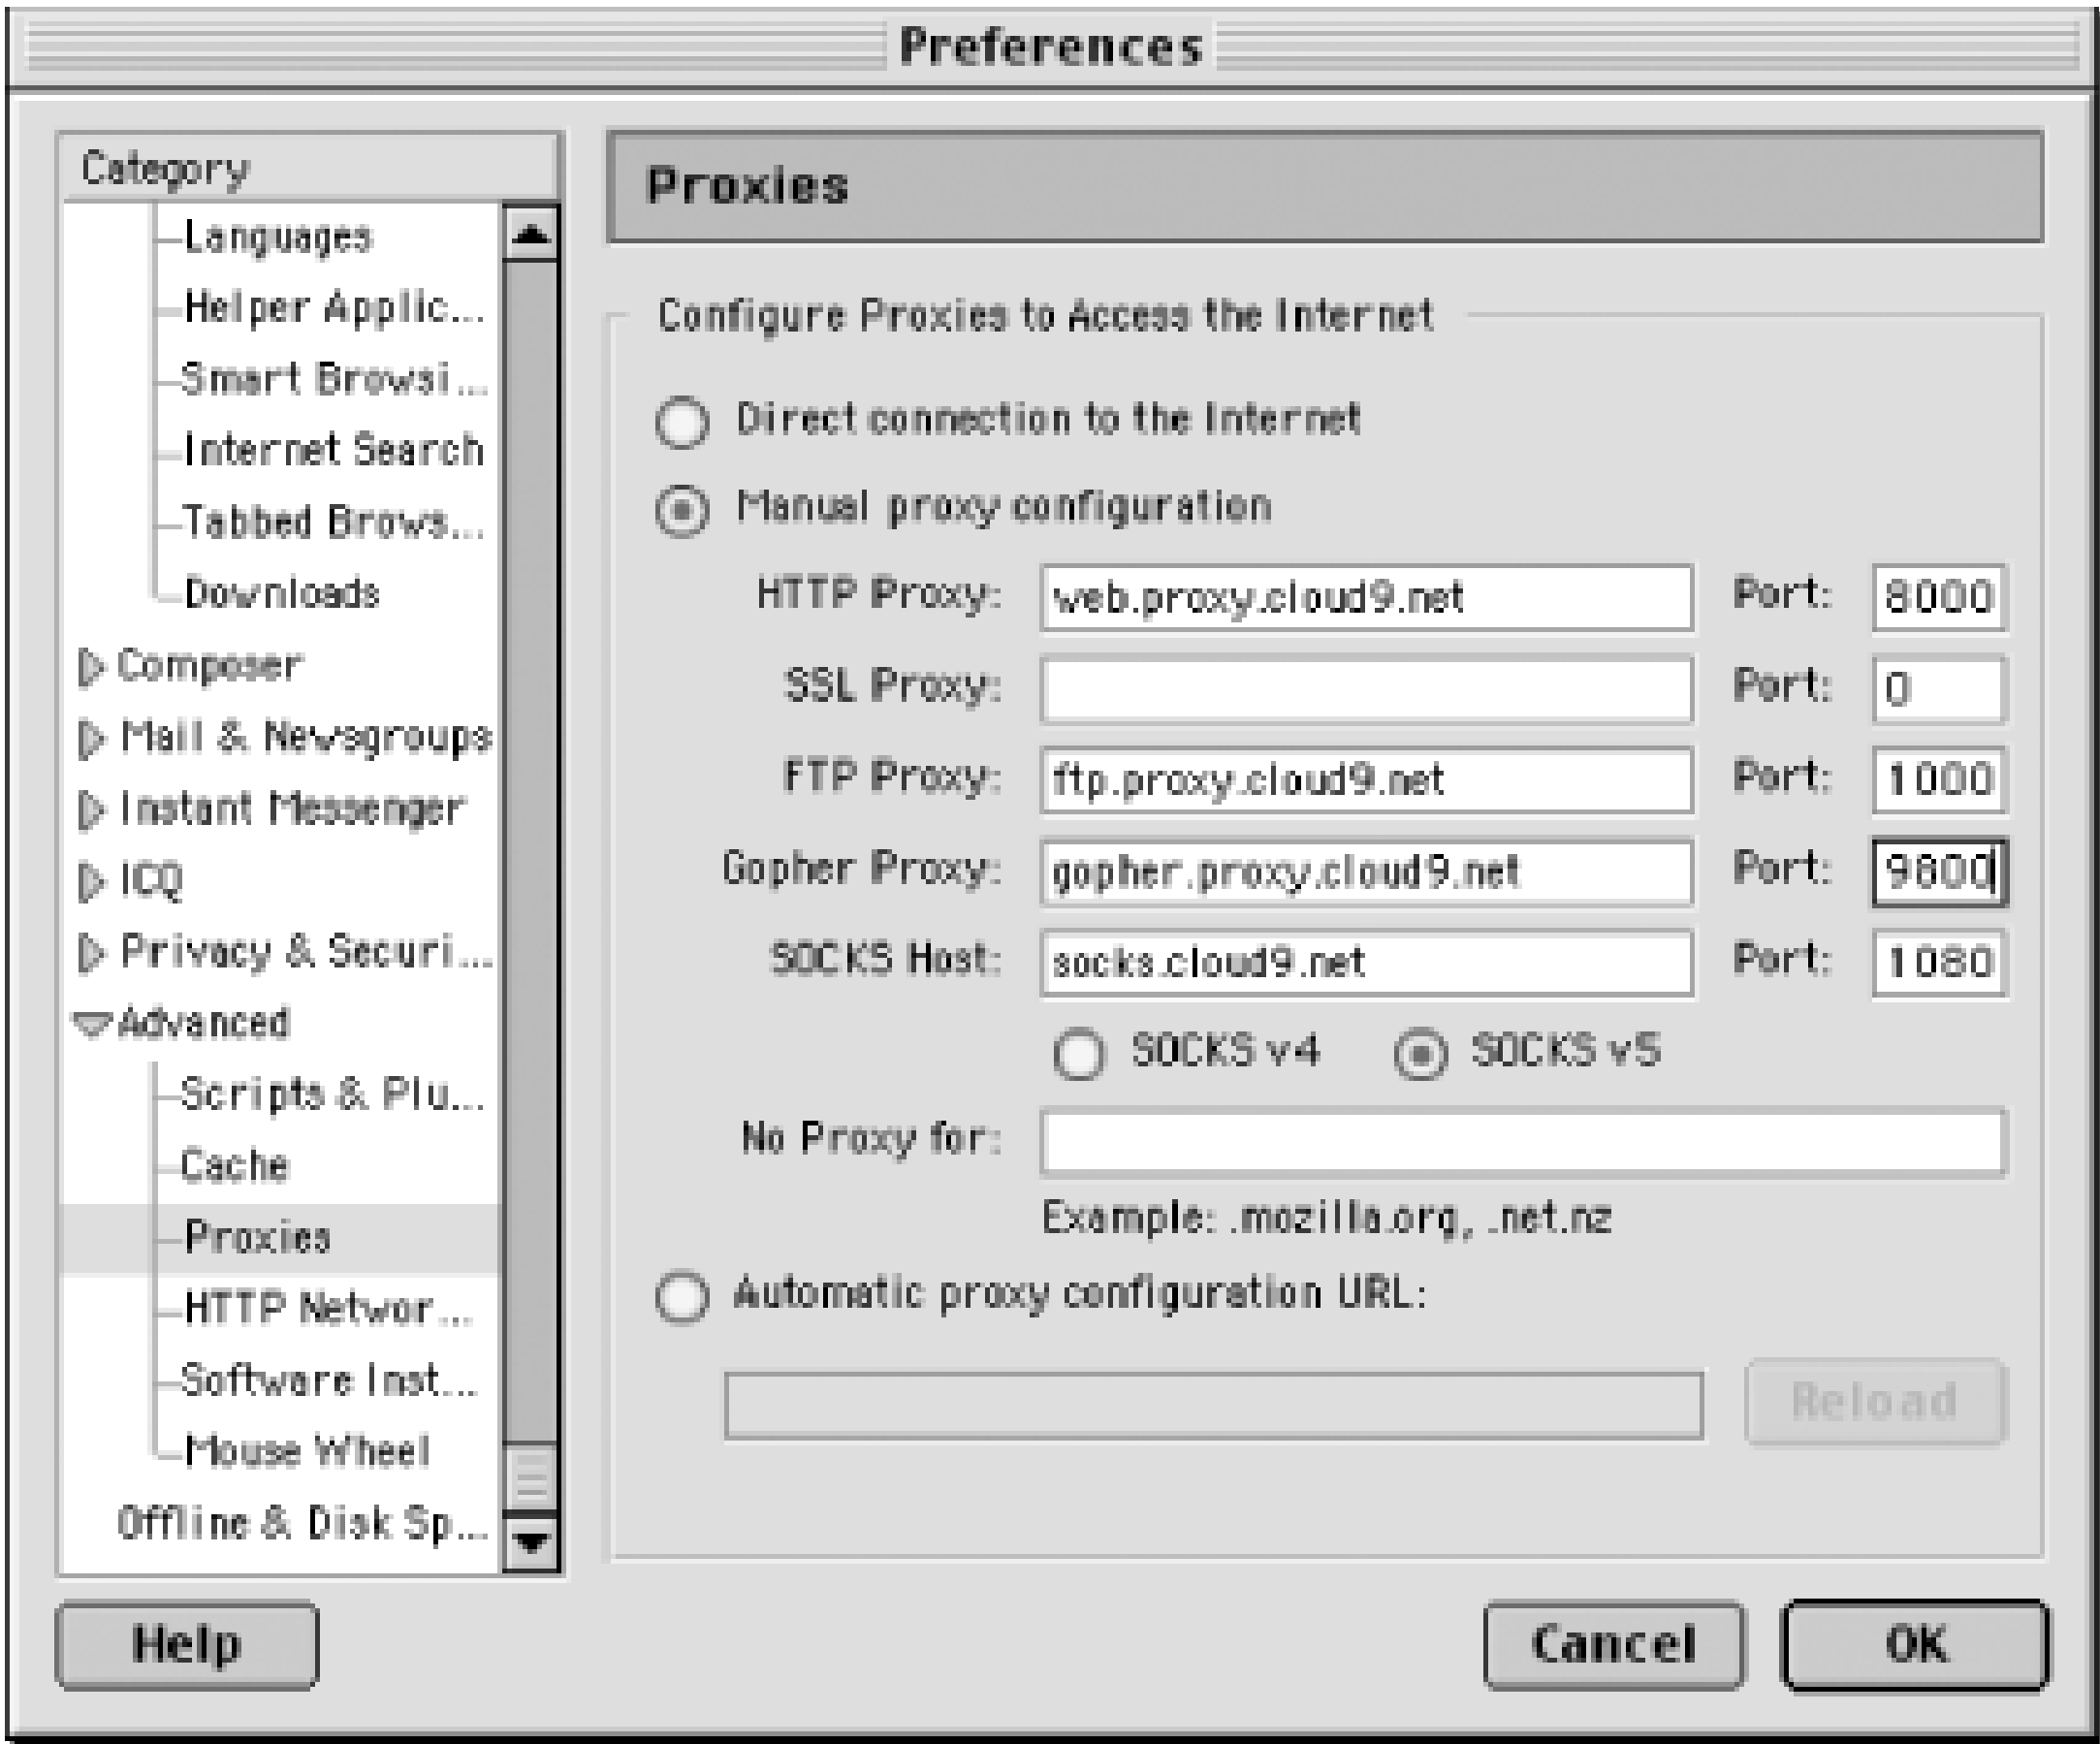 Preferences
Category
Languages
Helper Applic...
Smart Browsi...
Internet Search
Tabbed Brows...
Downloads
Composer
Mail & Newsgroups
Instant Messenger
ICQ
Privacy & Securi...
Advanced
Scripts & Plu...
Cache
Proxies
HTTP Networ...
Software Inst...
Mouse Wheel
Offline & Disk Sp...
Proxies
Configure Proxies to Access the Internet
Direct connection to the Internet
Manual proxy configuration
HTTP Proxy: web.proxy.cloud9.net Port: 8000
SSL Proxy: Port: 0
FTP Proxy: ftp.proxy.cloud9.net Port: 1000
Gopher Proxy: gopher.proxy.cloud9.net Port: 9800
SOCKS Host: socks.cloud9.net Port: 1080
SOCKS v4 SOCKS v5
No Proxy for:
Example: .mozilla.org, .net.nz
Automatic proxy configuration URL:
Reload
Help Cancel OK